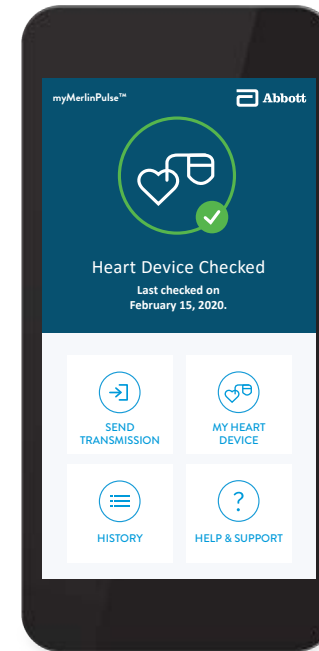 myMerlinPulse™
Abbott
Heart Device Checked
Last checked on
February 15, 2020.
SEND
TRANSMISSION
MY HEART
DEVICE
HISTORY
HELP & SUPPORT